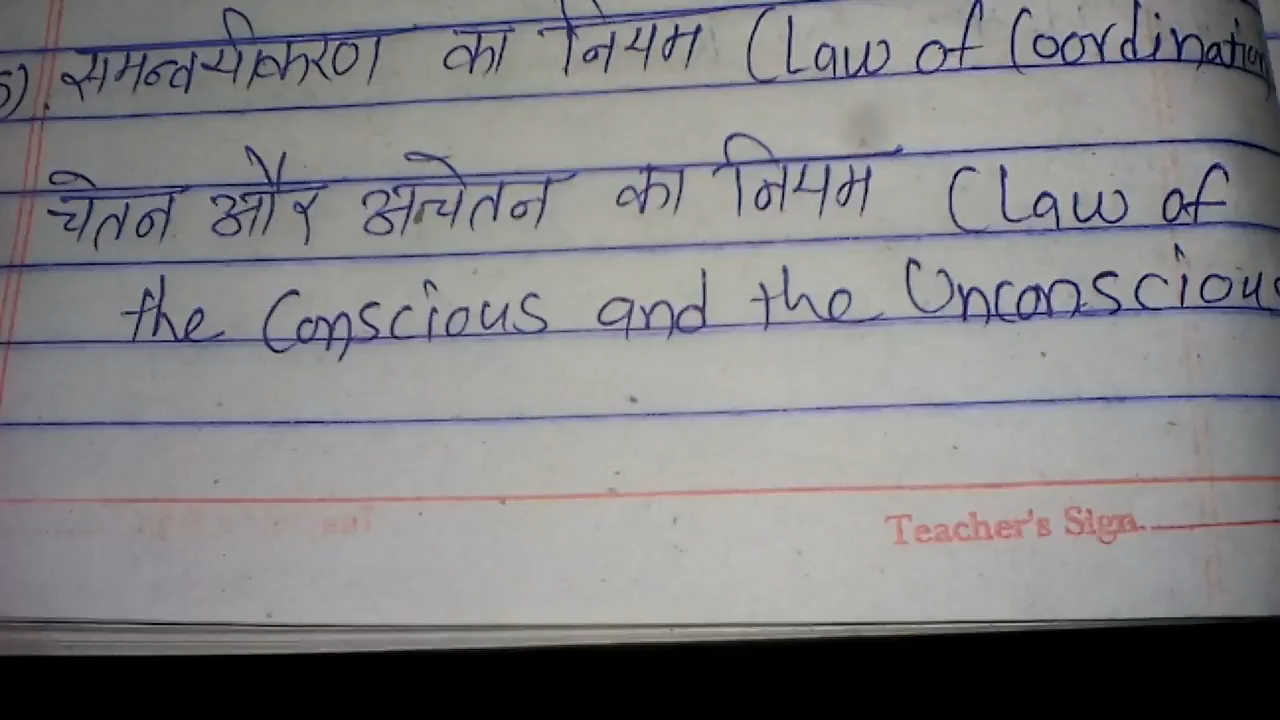 5) समन्वयीकरण का नियम (Law of Coordination
चेतन और अचेतन का नियम (Law of
the Conscious and the Unconscious
Teacher's Sign.